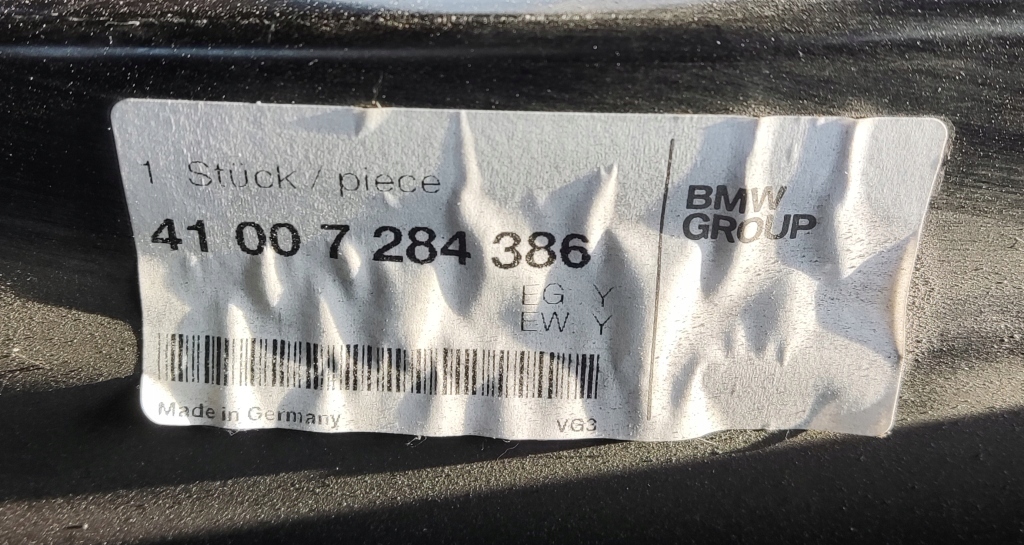 1 Stück / piece
41 00 7 284 386
EG Y
EW Y
Made in Germany
VG3
BMW
GROUP